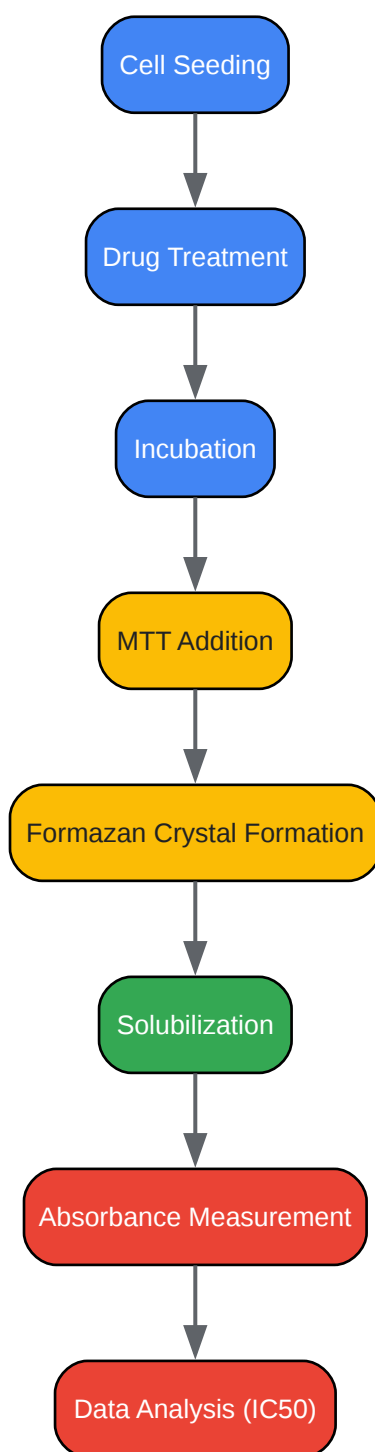 Cell Seeding
Drug Treatment
Incubation
MTT Addition
Formazan Crystal Formation
Solubilization
Absorbance Measurement
Data Analysis (IC50)